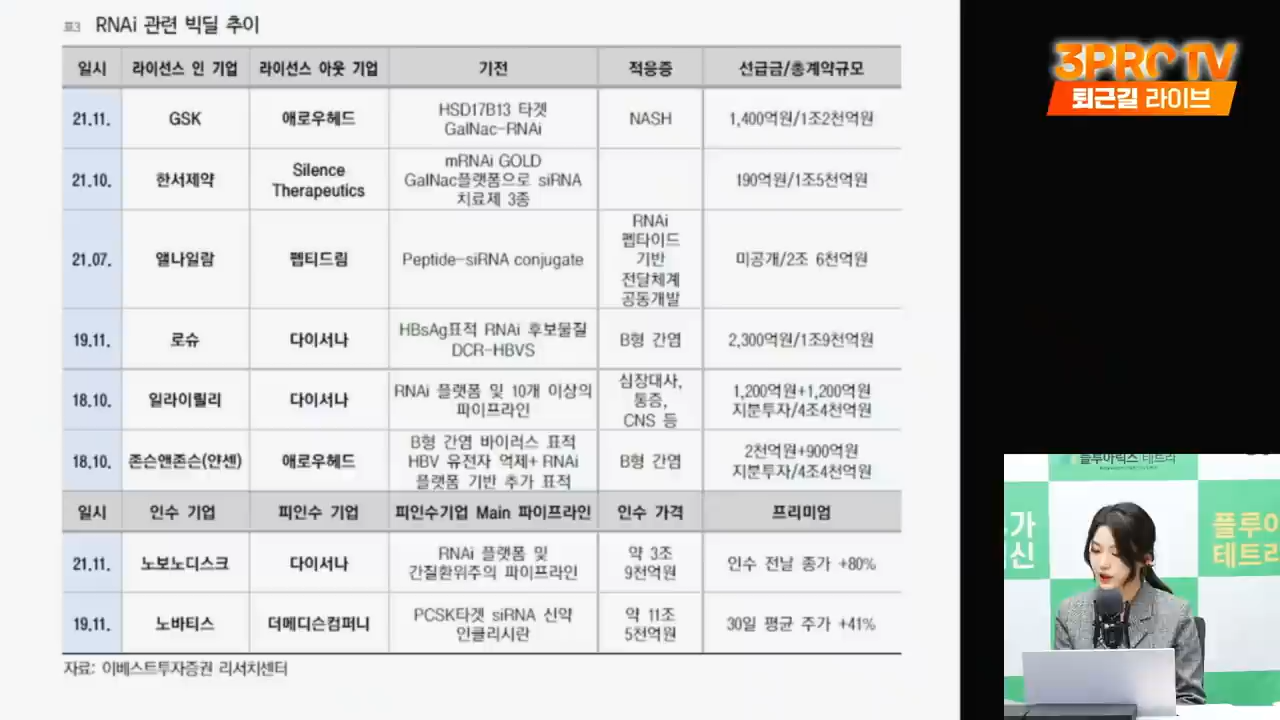 표3 RNAi 관련 빅딜 추이
일시 라이선스 인 기업 라이선스 아웃 기업 기전 적응증 선급금/총계약규모
21.11. GSK 애로우헤드 HSD17B13 타겟 GalNac-RNAi NASH 1,400억원/1조2천억원
21.10. 한서제약 Silence Therapeutics mRNAi GOLD GalNac플랫폼으로 siRNA 치료제 3종 190억원/1조5천억원
21.07. 앨나일람 펩티드림 Peptide-siRNA conjugate RNAi 펩타이드 기반 전달체계 공동개발 미공개/2조 6천억원
19.11. 로슈 다이서나 HBsAg표적 RNAi 후보물질 DCR-HBVS B형 간염 2,300억원/1조9천억원
18.10. 일라이릴리 다이서나 RNAi 플랫폼 및 10개 이상의 파이프라인 심장대사, 통증, CNS 등 1,200억원+1,200억원 지분투자/4조4천억원
18.10. 존슨앤존슨(얀센) 애로우헤드 B형 간염 바이러스 표적 HBV 유전자 억제+ RNAi 플랫폼 기반 추가 표적 B형 간염 2천억원+900억원 지분투자/4조4천억원
일시 인수 기업 피인수 기업 피인수기업 Main 파이프라인 인수 가격 프리미엄
21.11. 노보노디스크 다이서나 RNAi 플랫폼 및 간질환위주의 파이프라인 약 3조 9천억원 인수 전날 종가 +80%
19.11. 노바티스 더메디슨컴퍼니 PCSK타겟 siRNA 신약 인클리시란 약 11조 5천억원 30일 평균 주가 +41%
자료: 이베스트투자증권 리서치센터
3PRO TV
퇴근길 라이브
플루아릭스 테트라
가
신
플루아
테트라